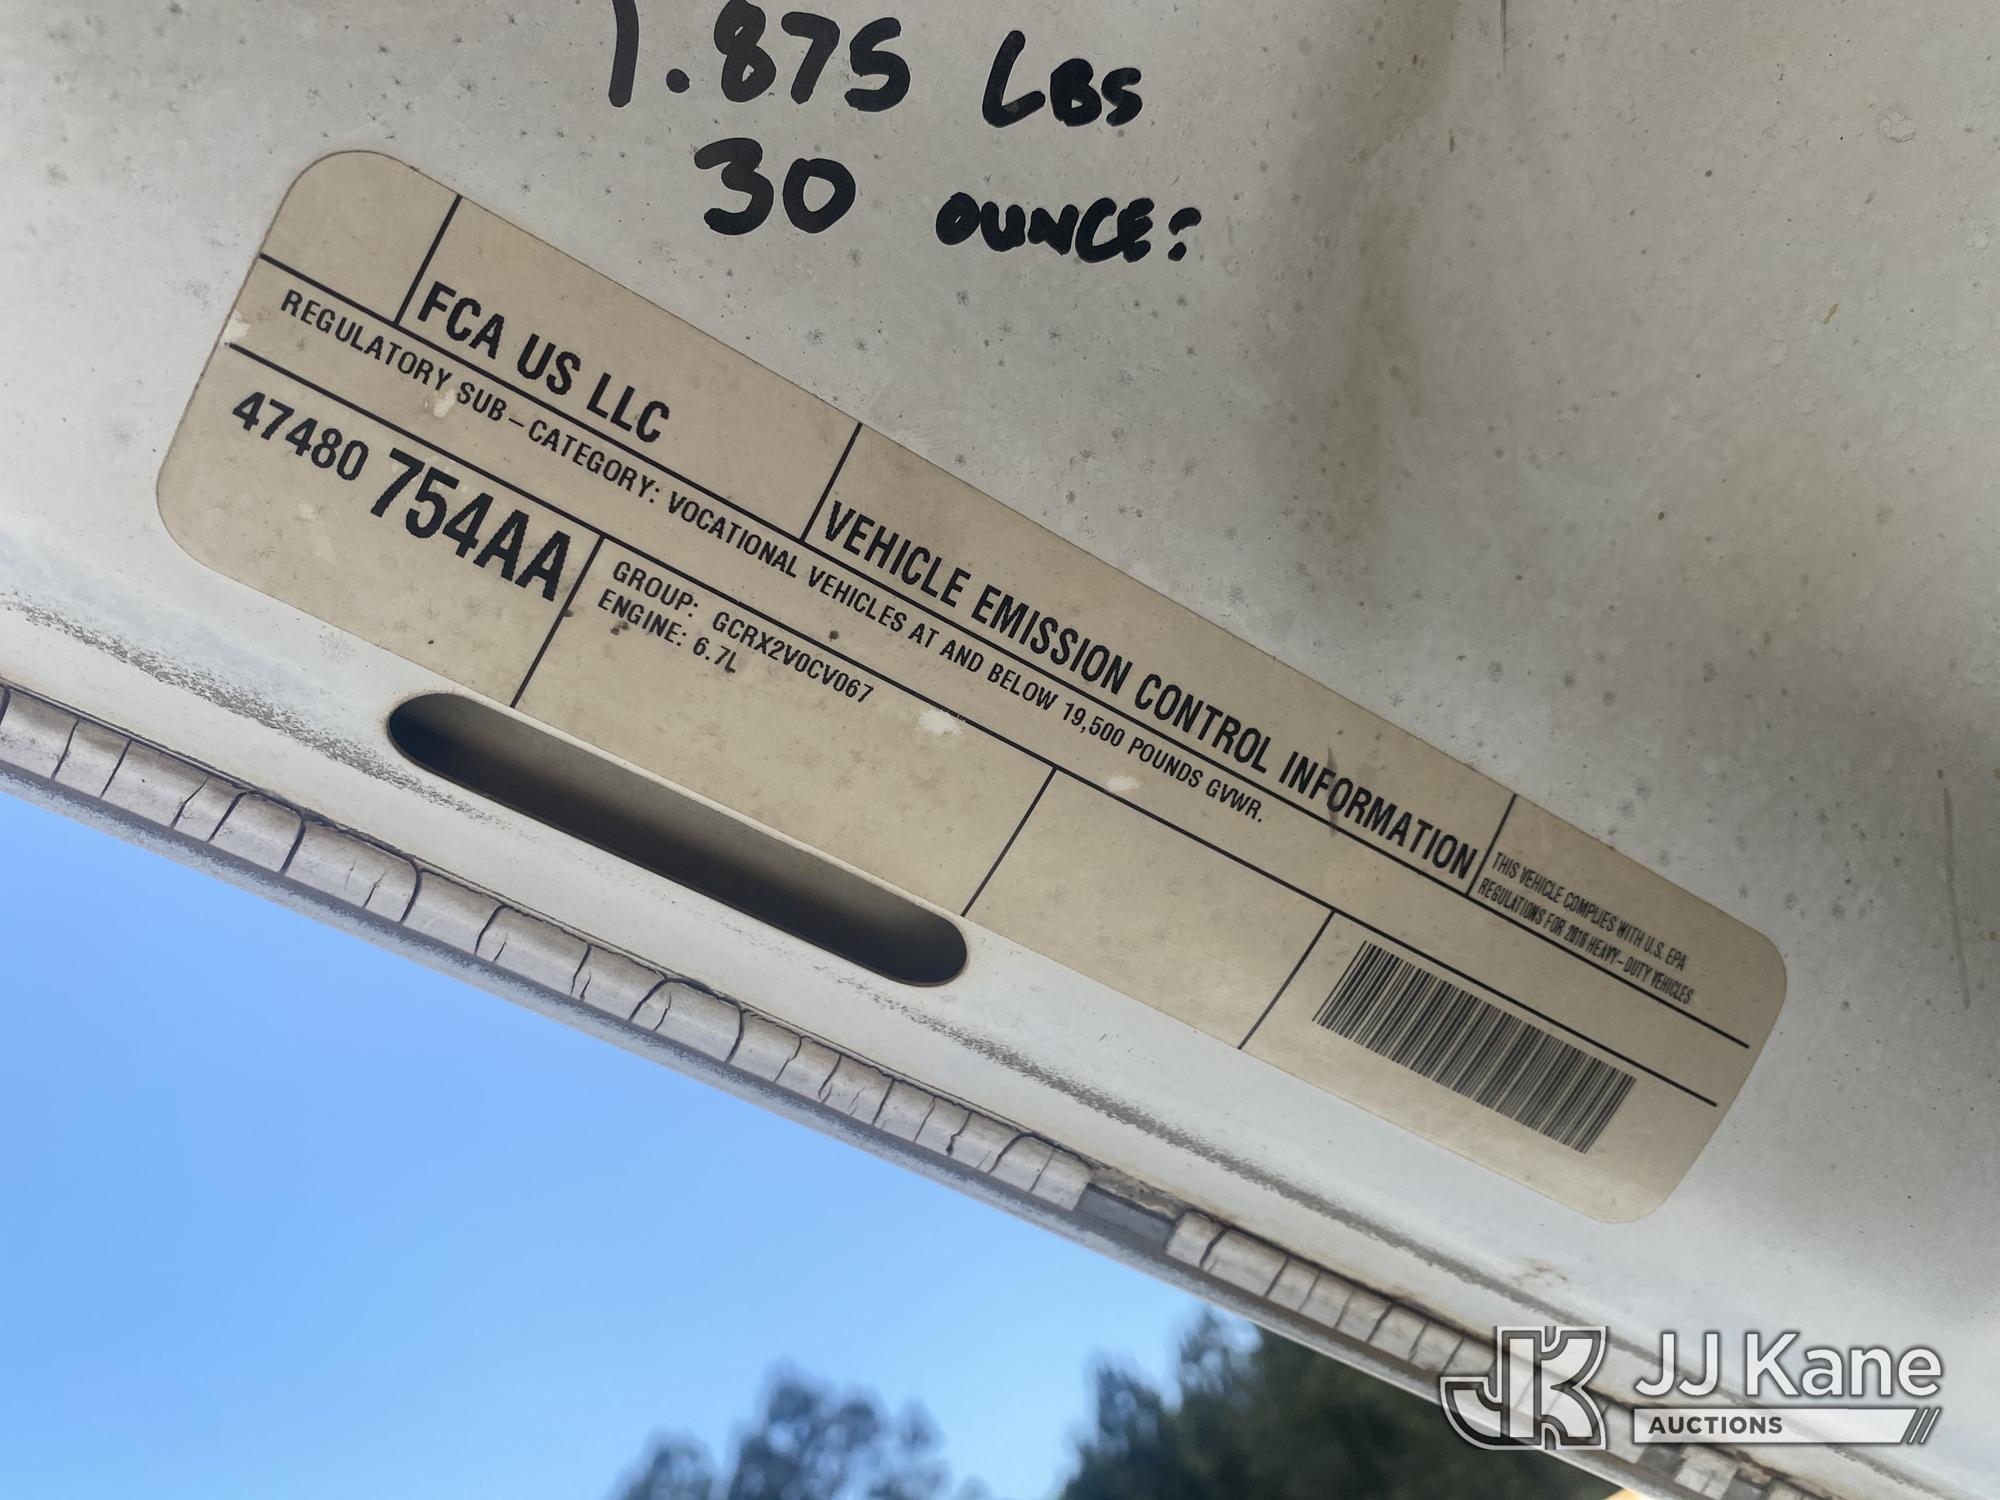 1.875 LBS
30 OUNCE:
FCA US LLC
VEHICLE EMISSION CONTROL INFORMATION
THIS VEHICLE COMPLIES WITH U.S. EPA
REGULATIONS FOR 2016 HEAVY-DUTY VEHICLES
REGULATORY SUB-CATEGORY: VOCATIONAL VEHICLES AT AND BELOW 19,500 POUNDS GVWR.
47480 754AA
GROUP: GCRX2V0CV067
ENGINE: 6.7L
JK JJ Kane
AUCTIONS